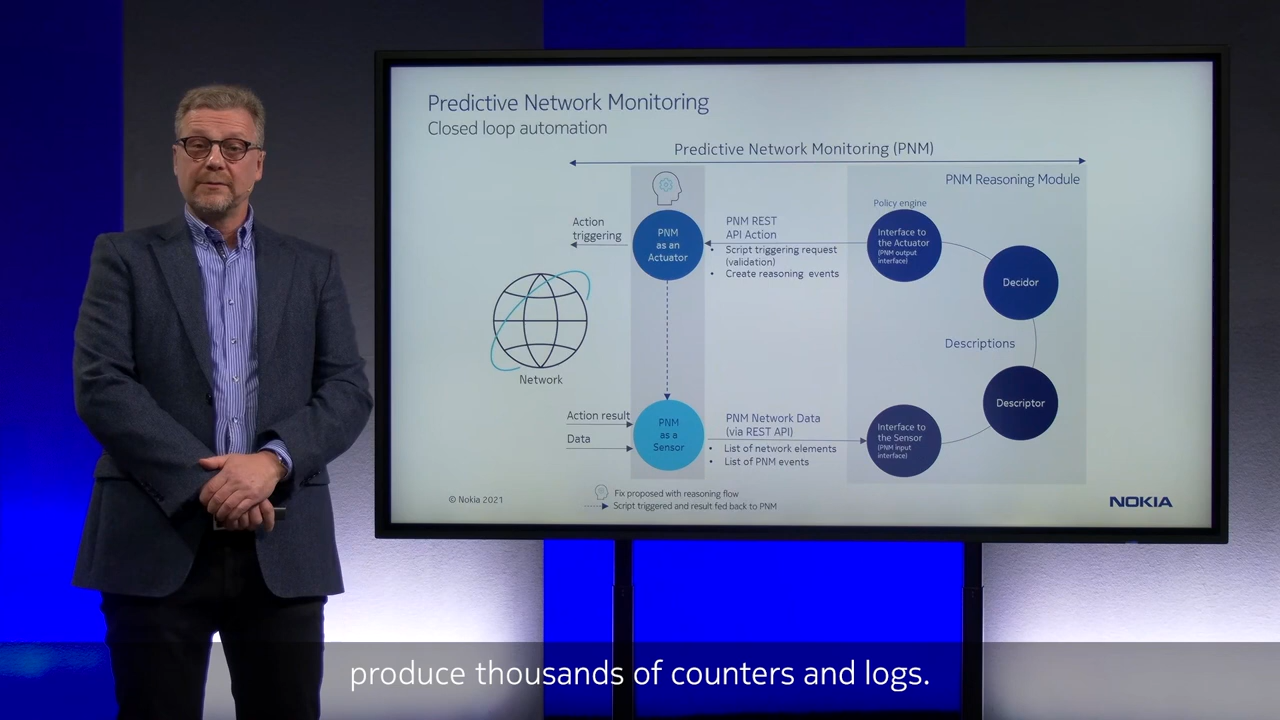 Predictive Network Monitoring
Closed loop automation
Predictive Network Monitoring (PNM)
PNM Reasoning Module
Policy engine
Action
triggering
PNM
as an
Actuator
PNM REST
API Action
• Script triggering request
(validation)
• Create reasoning events
Interface to
the Actuator
(PNM output
interface)
Decidor
Descriptions
Network
Descriptor
Action result
Data
PNM
as a
Sensor
PNM Network Data
(via REST API)
• List of network elements
• List of PNM events
Interface to
the Sensor
(PNM input
interface)
© Nokia 2021
Fix proposed with reasoning flow
Script triggered and result fed back to PNM
NOKIA
produce thousands of counters and logs.